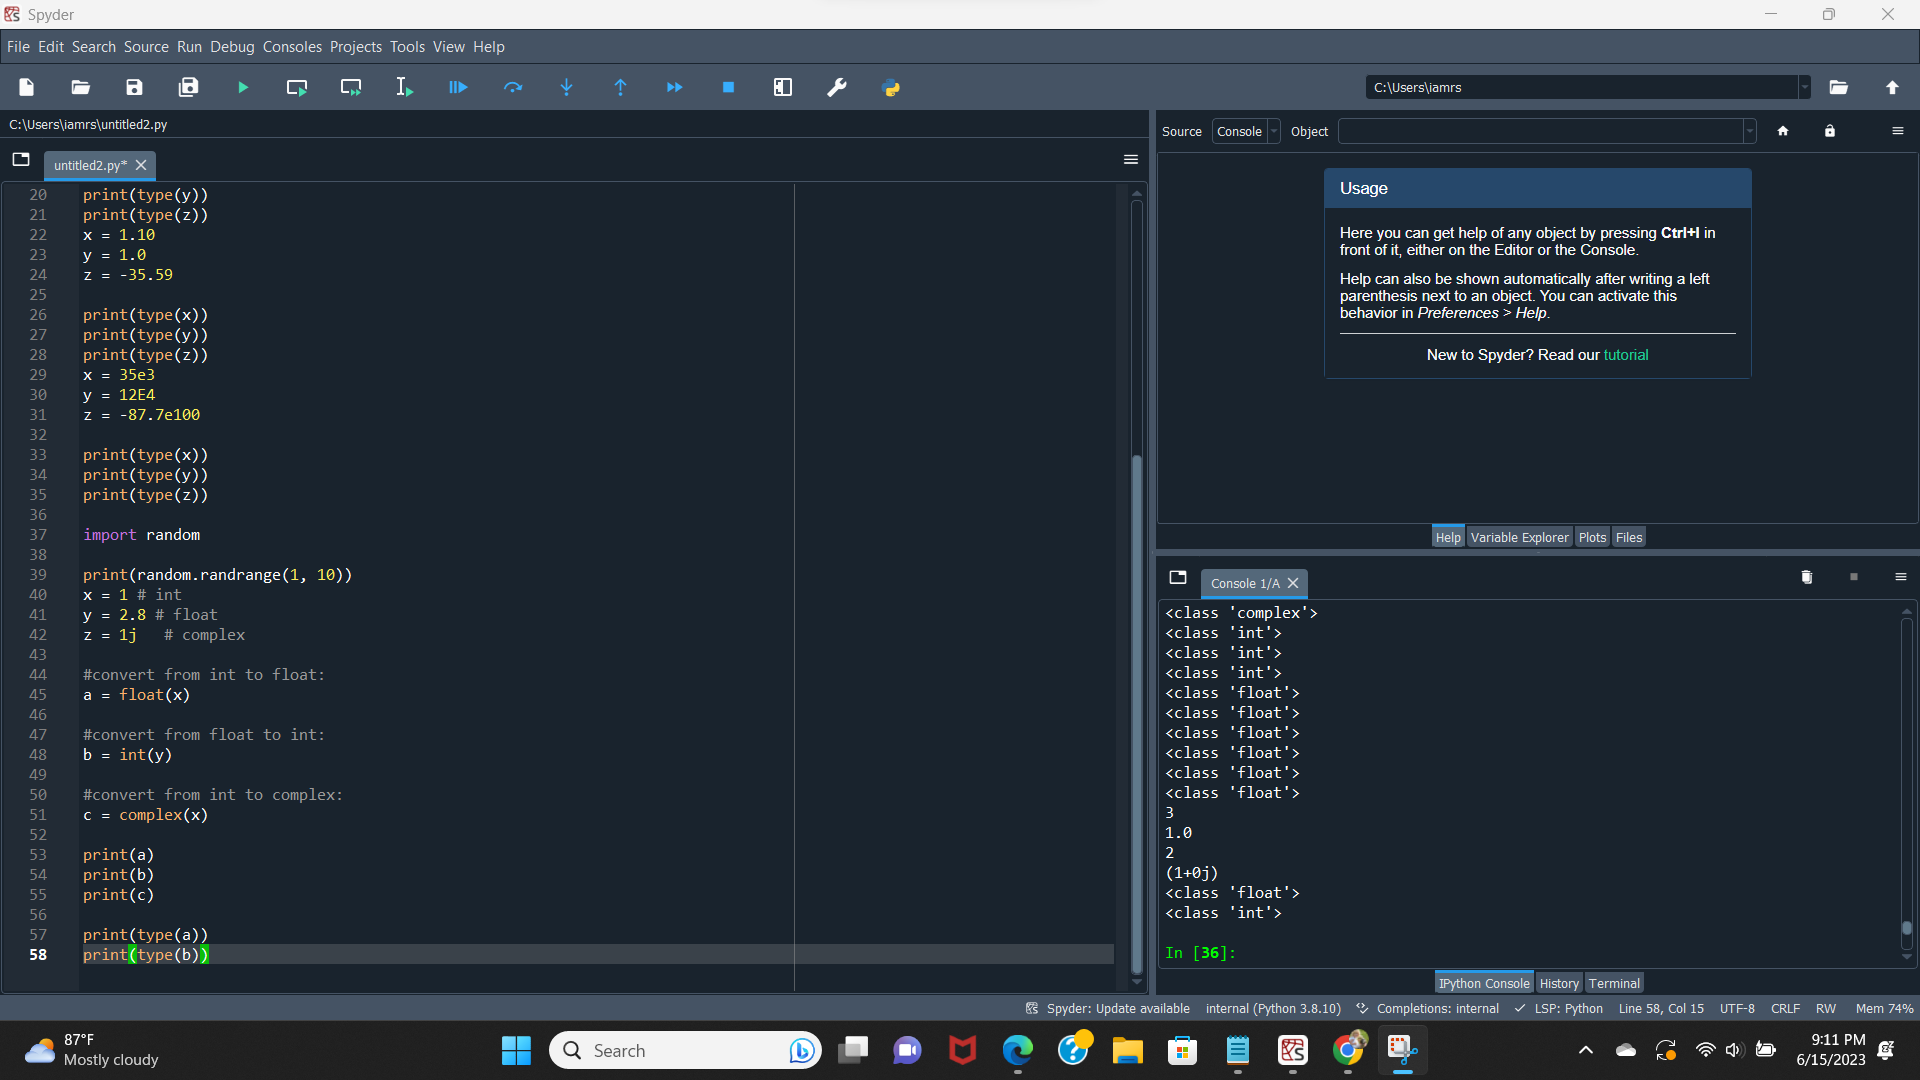 Spyder
File Edit Search Source Run Debug Consoles Projects Tools View Help
C:\Users\iamrs
C:\Users\iamrs\untitled2.py
untitled2.py*
20 print(type(y))
21 print(type(z))
22 x = 1.10
23 y = 1.0
24 z = -35.59
25
26 print(type(x))
27 print(type(y))
28 print(type(z))
29 x = 35e3
30 y = 12E4
31 z = -87.7e100
32
33 print(type(x))
34 print(type(y))
35 print(type(z))
36
37 import random
38
39 print(random.randrange(1, 10))
40 x = 1 # int
41 y = 2.8 # float
42 z = 1j   # complex
43
44 #convert from int to float:
45 a = float(x)
46
47 #convert from float to int:
48 b = int(y)
49
50 #convert from int to complex:
51 c = complex(x)
52
53 print(a)
54 print(b)
55 print(c)
56
57 print(type(a))
58 print(type(b))
Source Console Object
Usage
Here you can get help of any object by pressing Ctrl+I in
front of it, either on the Editor or the Console.
Help can also be shown automatically after writing a left
parenthesis next to an object. You can activate this
behavior in Preferences > Help.
New to Spyder? Read our tutorial
Help Variable Explorer Plots Files
Console 1/A
<class 'complex'>
<class 'int'>
<class 'int'>
<class 'int'>
<class 'float'>
<class 'float'>
<class 'float'>
<class 'float'>
<class 'float'>
<class 'float'>
3
1.0
2
(1+0j)
<class 'float'>
<class 'int'>
In [36]:
IPython Console History Terminal
Spyder: Update available internal (Python 3.8.10) Completions: internal LSP: Python Line 58, Col 15 UTF-8 CRLF RW Mem 74%
87°F
Mostly cloudy
Search
9:11 PM
6/15/2023